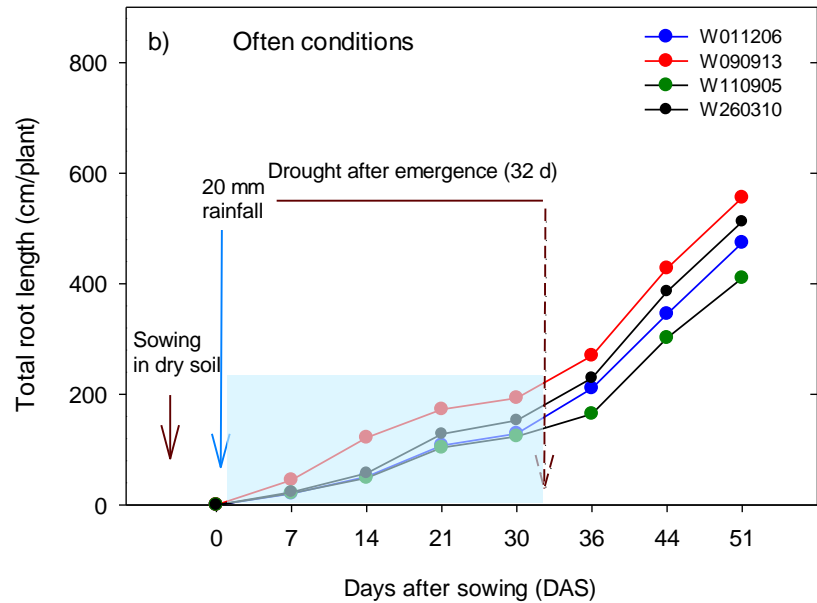 b) Often conditions
W011206
W090913
W110905
W260310
Drought after emergence (32 d)
20 mm
rainfall
Sowing
in dry soil
Total root length (cm/plant)
800
600
400
200
0
0 7 14 21 30 36 44 51
Days after sowing (DAS)